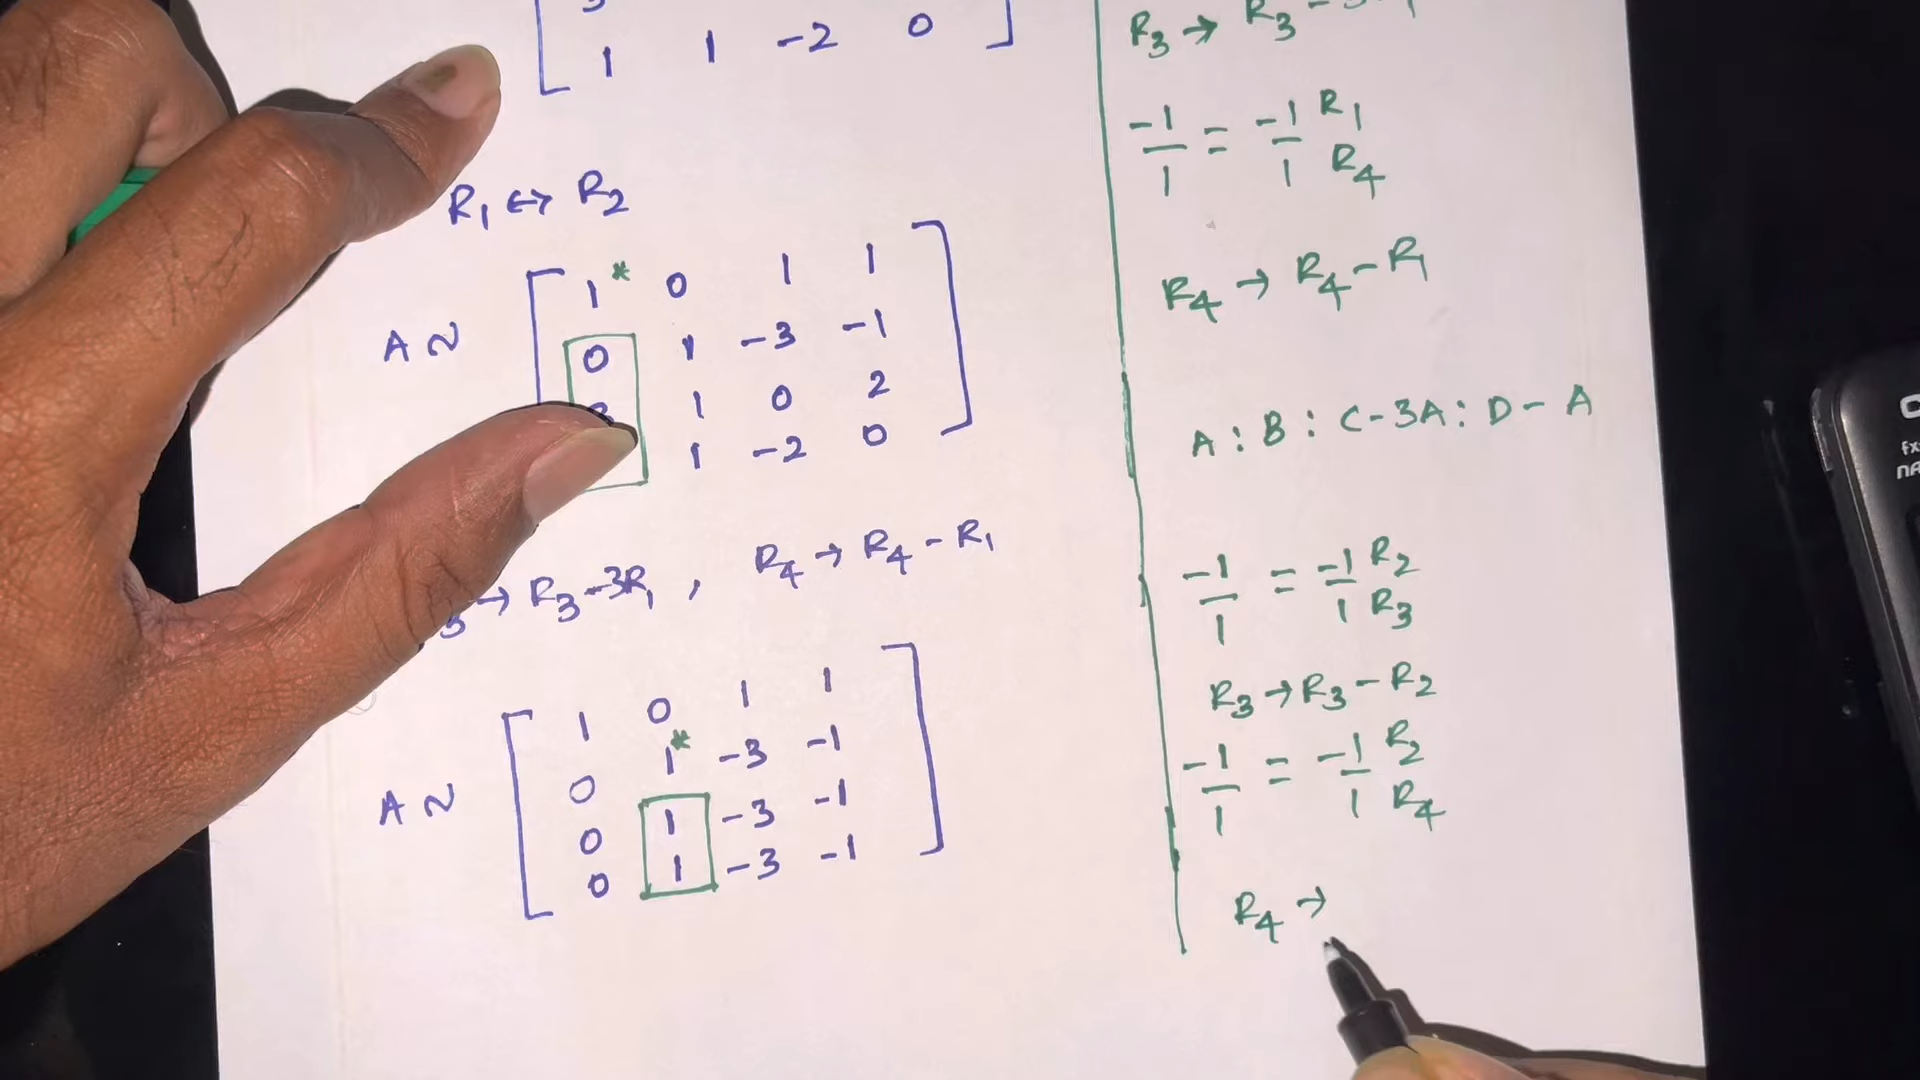 1 1 -2 0
R1 ↔ R2
A ~
1* 0 1 1
0 1 -3 -1
1 0 2
1 -2 0
→ R3 -3R1 , R4 → R4 - R1
A ~
1 0 1 1
0 1* -3 -1
0 1 -3 -1
0 1 -3 -1
R3 → R3 -
-1/1 = -1/1 R1 R4
R4 → R4 - R1
A : B : C - 3A : D - A
-1/1 = -1/1 R2 R3
R3 → R3 - R2
-1/1 = -1/1 R2 R4
R4 →